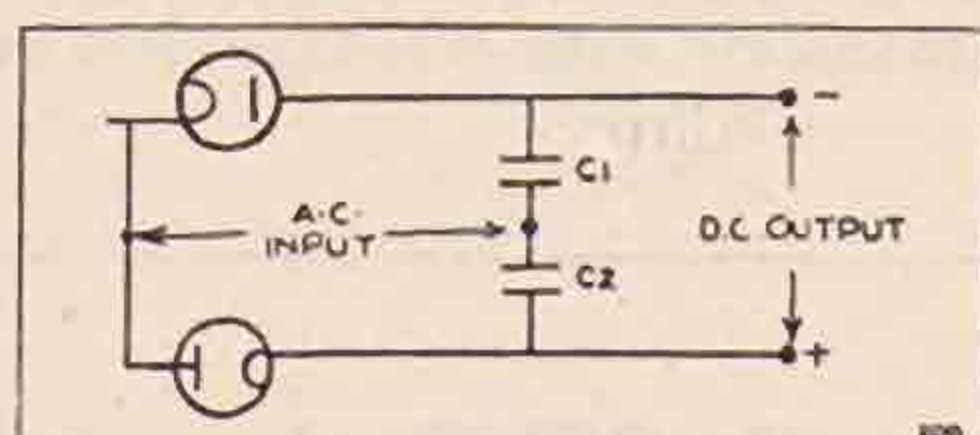 −
C1
A.C.
INPUT
D.C OUTPUT
C2
+